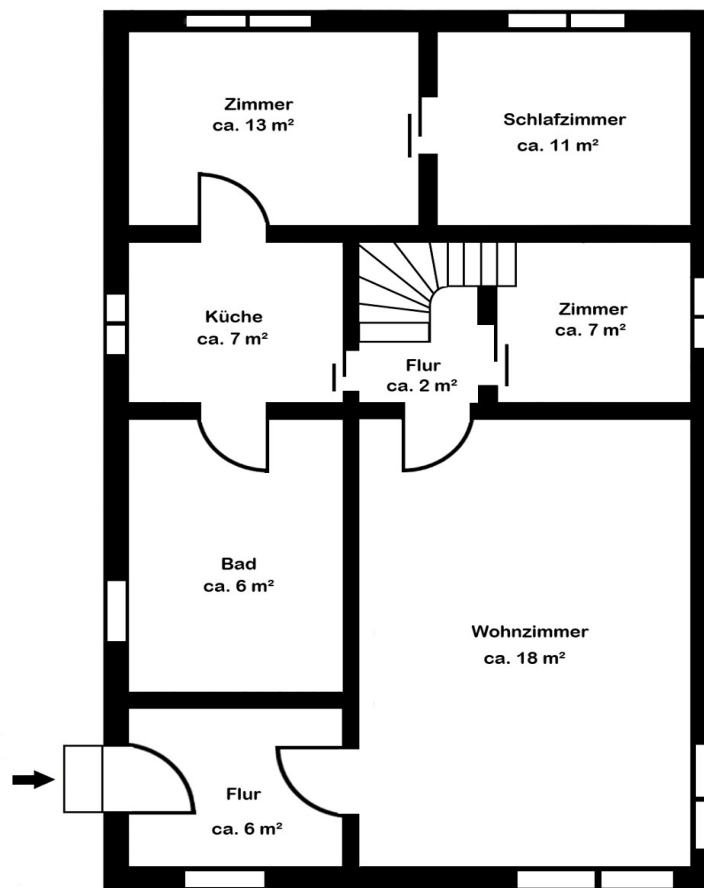 Zimmer
ca. 13 m²
Schlafzimmer
ca. 11 m²
Küche
ca. 7 m²
Zimmer
ca. 7 m²
Flur
ca. 2 m²
Bad
ca. 6 m²
Wohnzimmer
ca. 18 m²
Flur
ca. 6 m²